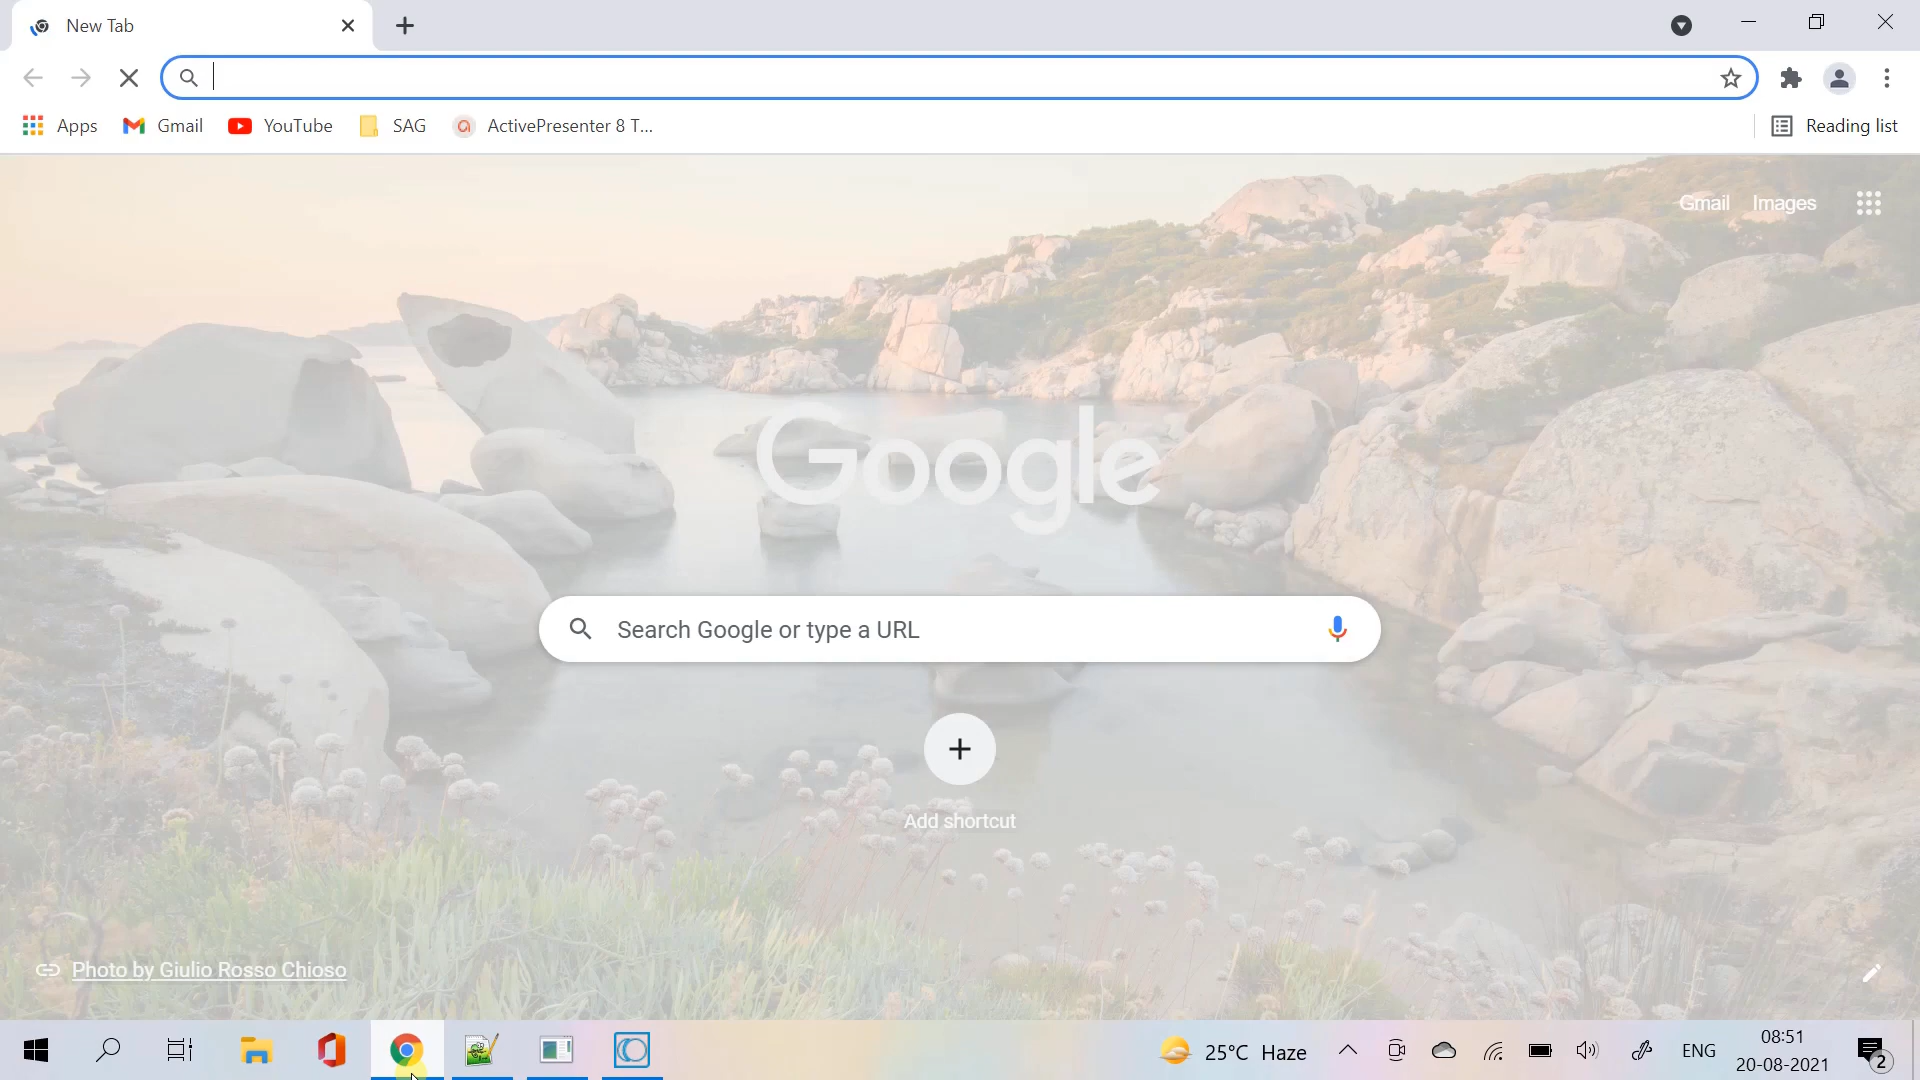 New Tab
Apps
Gmail
YouTube
SAG
ActivePresenter 8 T...
Reading list
Gmail
Images
Google
Search Google or type a URL
Add shortcut
Photo by Giulio Rosso Chioso
25°C Haze
ENG
08:51
20-08-2021
2